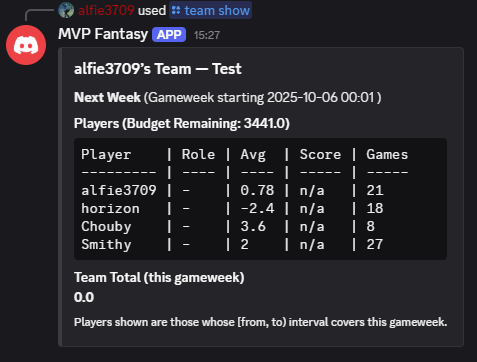 alfie3709 used team show
MVP Fantasy APP 15:27
alfie3709's Team — Test
Next Week (Gameweek starting 2025-10-06 00:01 )
Players (Budget Remaining: 3441.0)
Player    | Role | Avg  | Score | Games
--------- | ---- | ---- | ----- | -----
alfie3709 | -    | 0.78 | n/a   | 21
horizon   | -    | -2.4 | n/a   | 18
Chouby    | -    | 3.6  | n/a   | 8
Smithy    | -    | 2    | n/a   | 27
Team Total (this gameweek)
0.0
Players shown are those whose [from, to) interval covers this gameweek.